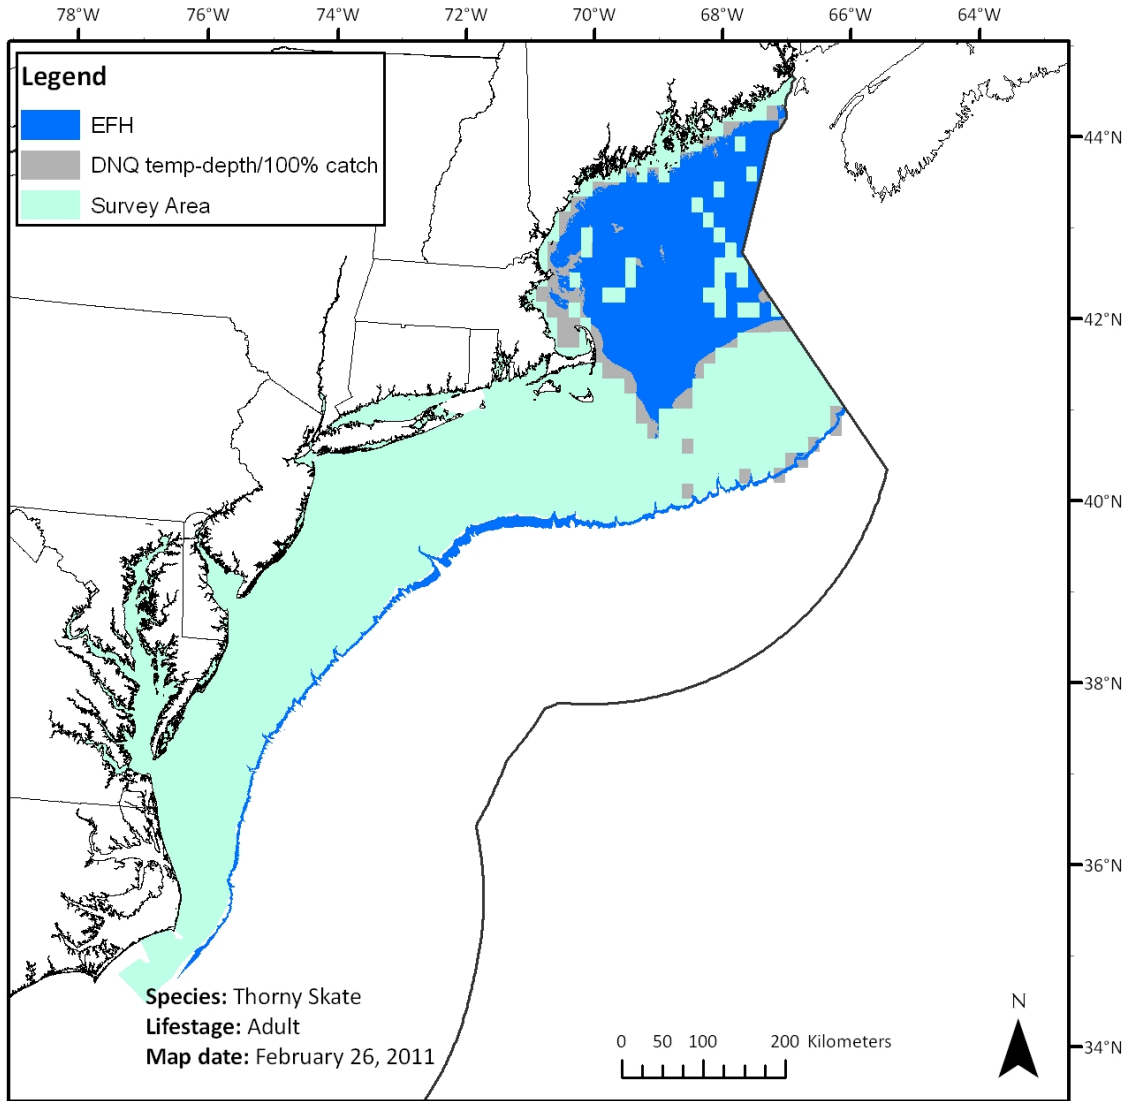 78°W 76°W 74°W 72°W 70°W 68°W 66°W 64°W
Legend
EFH
DNQ temp-depth/100% catch
Survey Area
44°N
42°N
40°N
38°N
36°N
34°N
Species: Thorny Skate
Lifestage: Adult
Map date: February 26, 2011
0 50 100 200 Kilometers
N